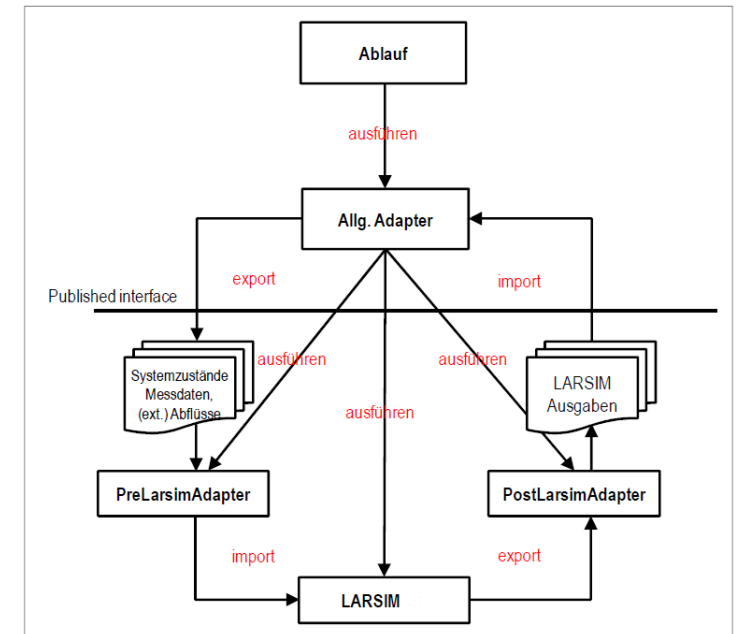 Ablauf
ausführen
Allg. Adapter
export
import
Published interface
Systemzustände
Messdaten,
(ext.) Abflüsse
ausführen
ausführen
LARSIM
Ausgaben
ausführen
PreLarsimAdapter
PostLarsimAdapter
import
export
LARSIM